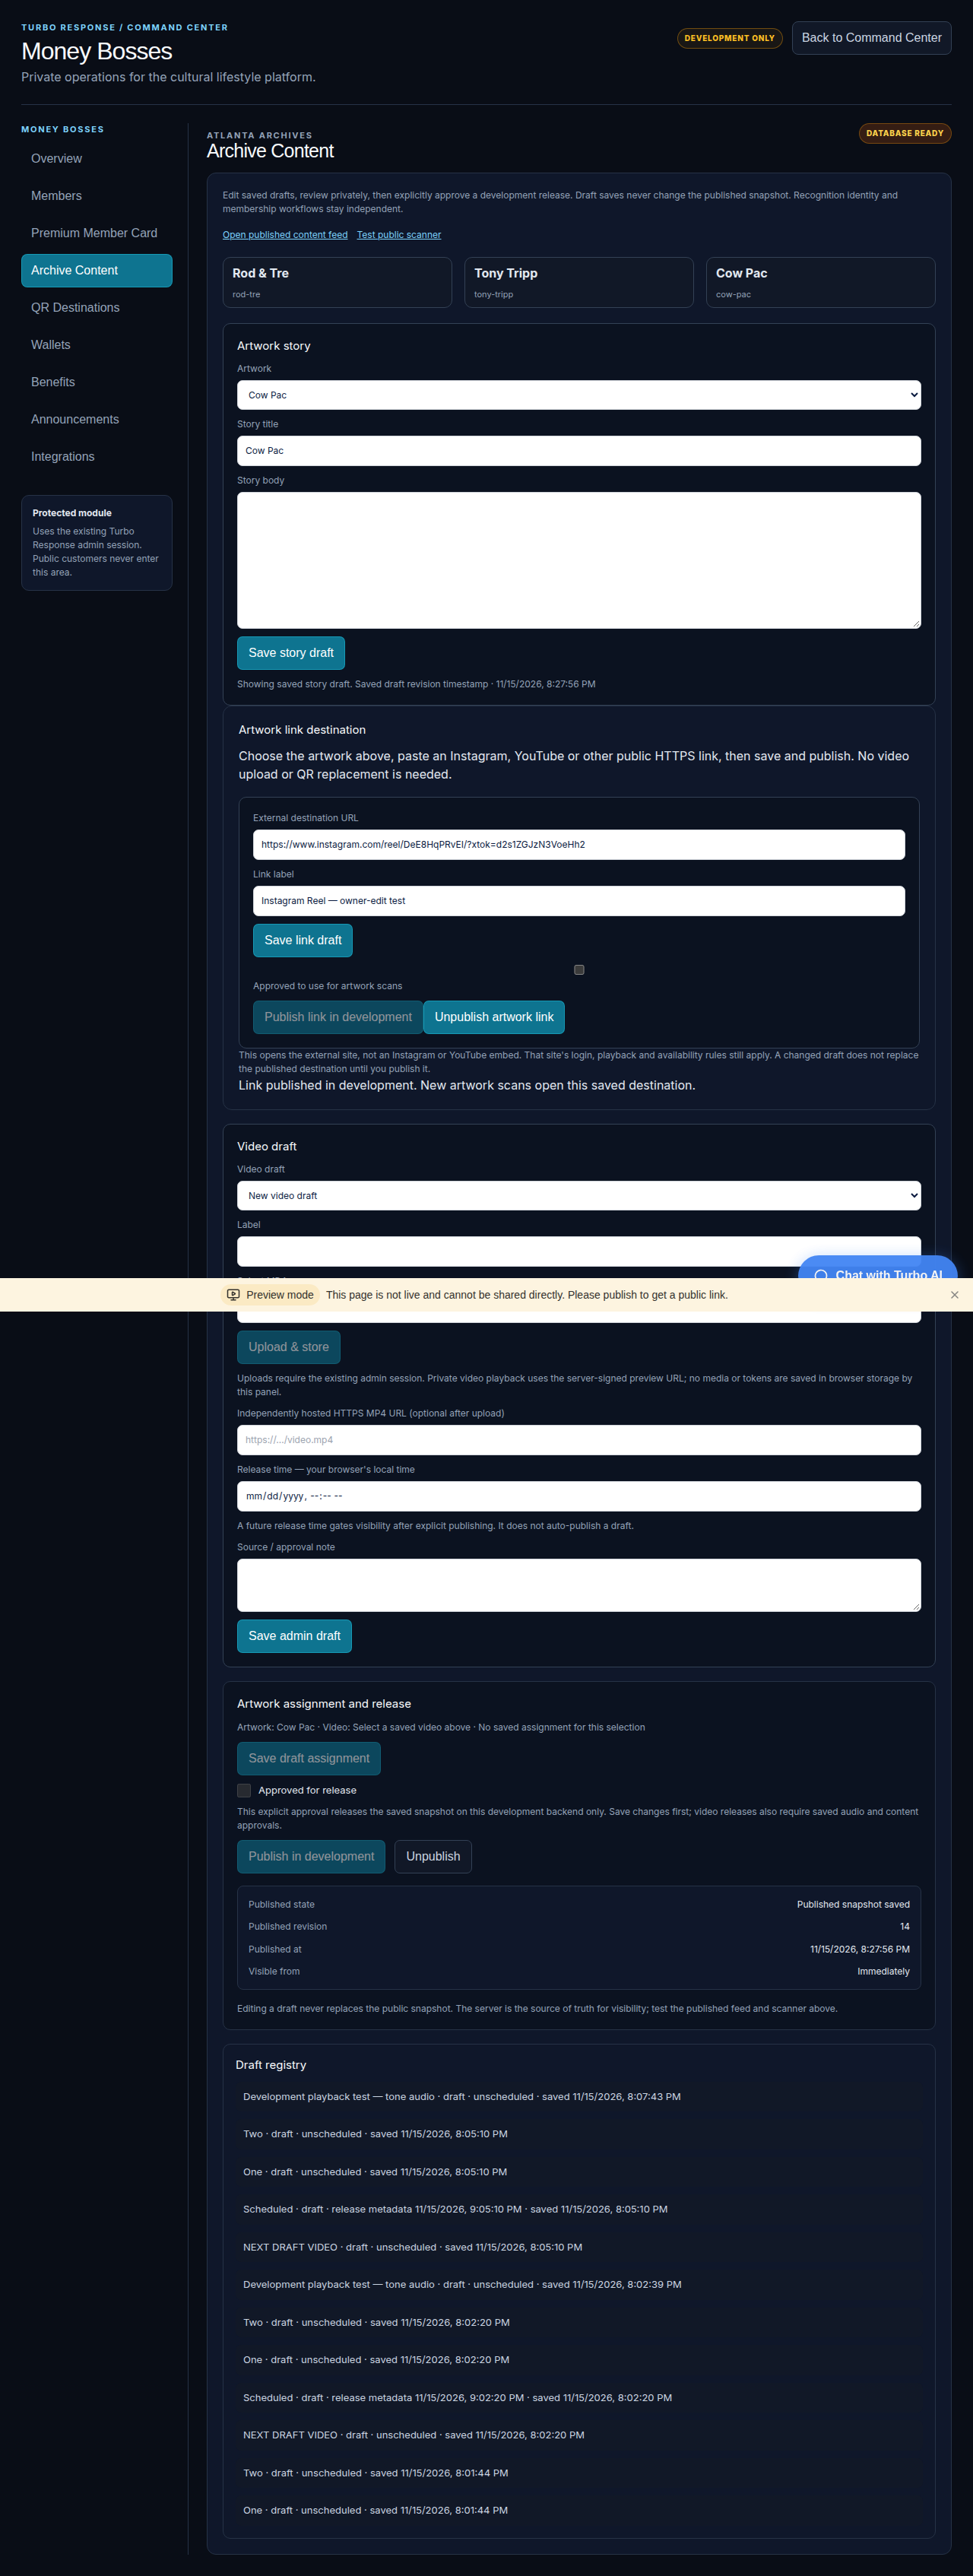 TURBO RESPONSE / COMMAND CENTER
Money Bosses
Private operations for the cultural lifestyle platform.
DEVELOPMENT ONLY
Back to Command Center
MONEY BOSSES
Overview
Members
Premium Member Card
Archive Content
QR Destinations
Wallets
Benefits
Announcements
Integrations
Protected module
Uses the existing Turbo
Response admin session.
Public customers never enter
this area.
ATLANTA ARCHIVES
Archive Content
DATABASE READY
Edit saved drafts, review privately, then explicitly approve a development release. Draft saves never change the published snapshot. Recognition identity and
membership workflows stay independent.
Open published content feed Test public scanner
Rod & Tre
rod-tre
Tony Tripp
tony-tripp
Cow Pac
cow-pac
Artwork story
Artwork
Cow Pac
Story title
Cow Pac
Story body
Save story draft
Showing saved story draft. Saved draft revision timestamp · 11/15/2026, 8:27:56 PM
Artwork link destination
Choose the artwork above, paste an Instagram, YouTube or other public HTTPS link, then save and publish. No video
upload or QR replacement is needed.
External destination URL
https://www.instagram.com/reel/DeE8HqPRvEI/?xtok=d2s1ZGJzN3VoeHh2
Link label
Instagram Reel — owner-edit test
Save link draft
Approved to use for artwork scans
Publish link in development
Unpublish artwork link
This opens the external site, not an Instagram or YouTube embed. That site's login, playback and availability rules still apply. A changed draft does not replace
the published destination until you publish it.
Link published in development. New artwork scans open this saved destination.
Video draft
Video draft
New video draft
Label
Chat with Turbo AI
Preview mode
This page is not live and cannot be shared directly. Please publish to get a public link.
Upload & store
Uploads require the existing admin session. Private video playback uses the server-signed preview URL; no media or tokens are saved in browser storage by
this panel.
Independently hosted HTTPS MP4 URL (optional after upload)
https://.../video.mp4
Release time — your browser's local time
mm/dd/yyyy, --:-- --
A future release time gates visibility after explicit publishing. It does not auto-publish a draft.
Source / approval note
Save admin draft
Artwork assignment and release
Artwork: Cow Pac · Video: Select a saved video above · No saved assignment for this selection
Save draft assignment
Approved for release
This explicit approval releases the saved snapshot on this development backend only. Save changes first; video releases also require saved audio and content
approvals.
Publish in development
Unpublish
Published state Published snapshot saved
Published revision 14
Published at 11/15/2026, 8:27:56 PM
Visible from Immediately
Editing a draft never replaces the public snapshot. The server is the source of truth for visibility; test the published feed and scanner above.
Draft registry
Development playback test — tone audio · draft · unscheduled · saved 11/15/2026, 8:07:43 PM
Two · draft · unscheduled · saved 11/15/2026, 8:05:10 PM
One · draft · unscheduled · saved 11/15/2026, 8:05:10 PM
Scheduled · draft · release metadata 11/15/2026, 9:05:10 PM · saved 11/15/2026, 8:05:10 PM
NEXT DRAFT VIDEO · draft · unscheduled · saved 11/15/2026, 8:05:10 PM
Development playback test — tone audio · draft · unscheduled · saved 11/15/2026, 8:02:39 PM
Two · draft · unscheduled · saved 11/15/2026, 8:02:20 PM
One · draft · unscheduled · saved 11/15/2026, 8:02:20 PM
Scheduled · draft · release metadata 11/15/2026, 9:02:20 PM · saved 11/15/2026, 8:02:20 PM
NEXT DRAFT VIDEO · draft · unscheduled · saved 11/15/2026, 8:02:20 PM
Two · draft · unscheduled · saved 11/15/2026, 8:01:44 PM
One · draft · unscheduled · saved 11/15/2026, 8:01:44 PM